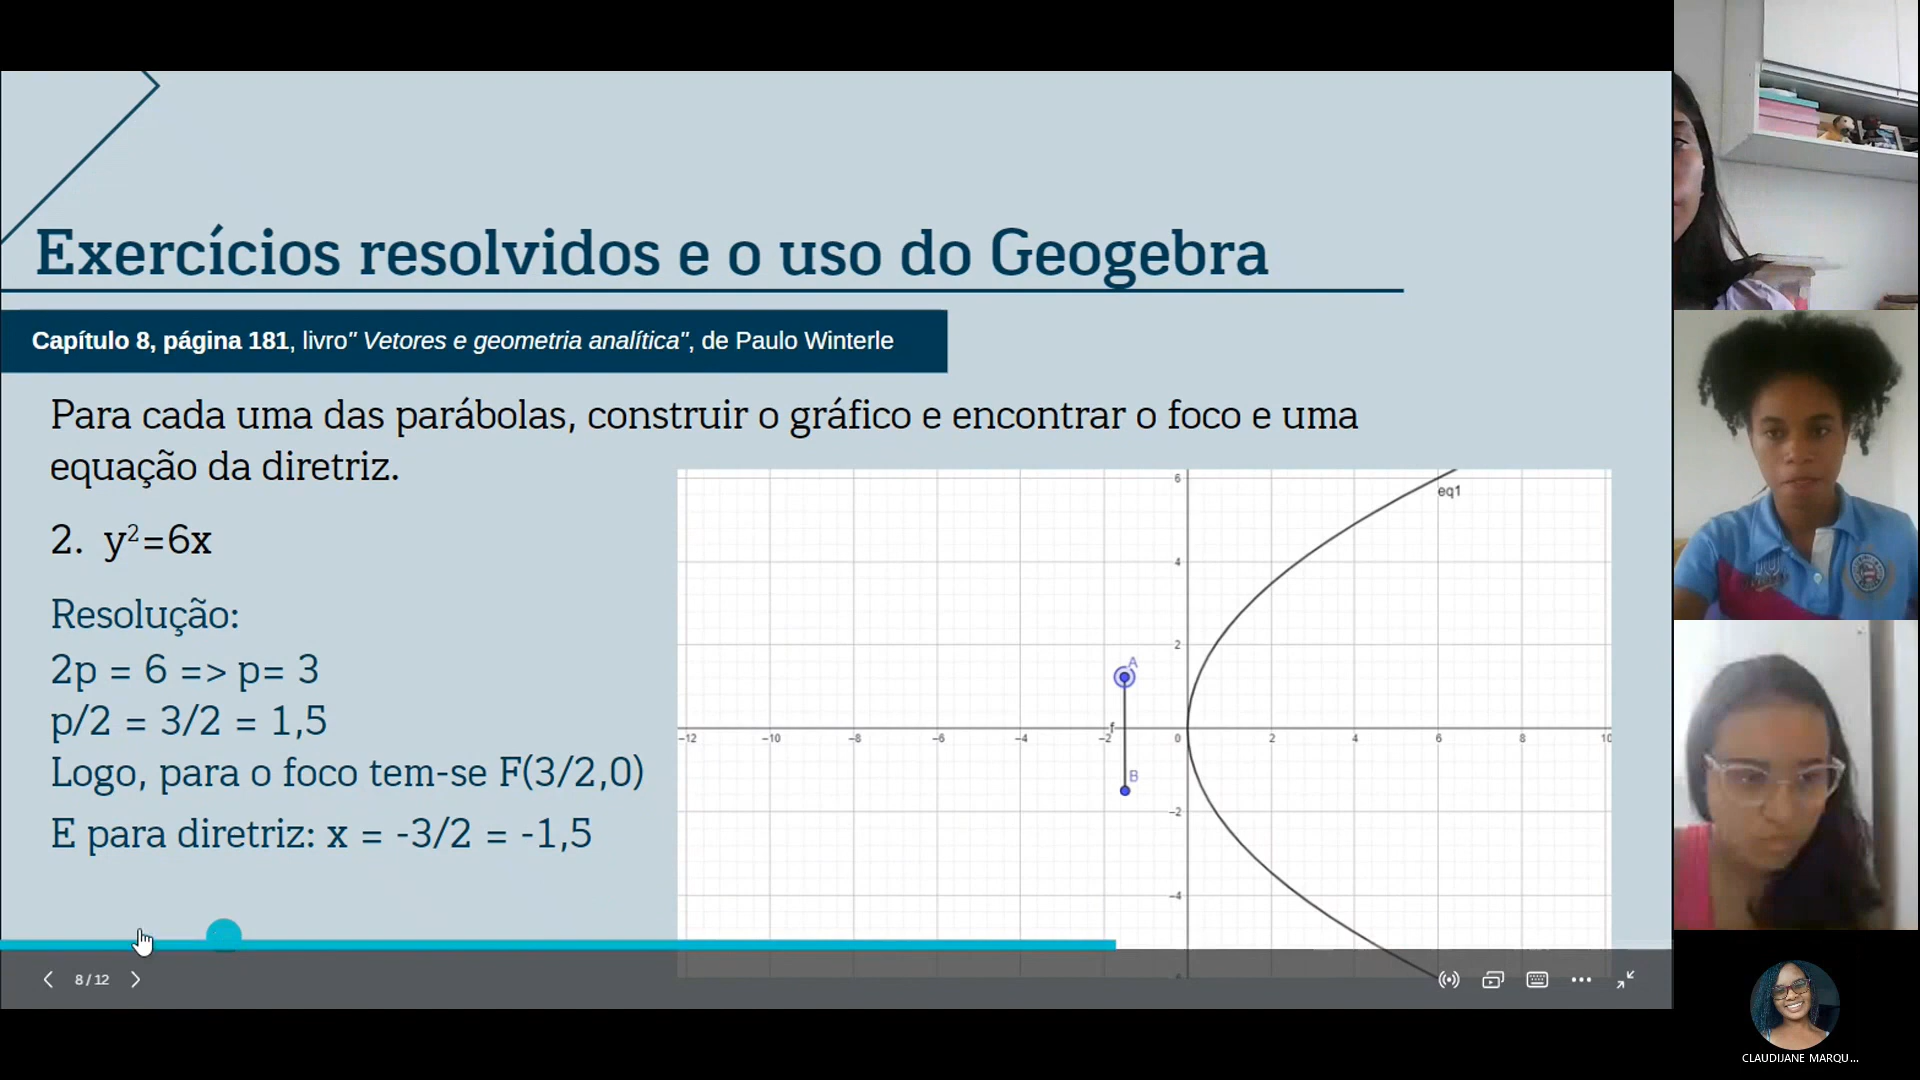 Exercícios resolvidos e o uso do Geogebra
Capítulo 8, página 181, livro" Vetores e geometria analítica", de Paulo Winterle
Para cada uma das parábolas, construir o gráfico e encontrar o foco e uma
equação da diretriz.
2. y²=6x
Resolução:
2p = 6 => p= 3
p/2 = 3/2 = 1,5
Logo, para o foco tem-se F(3/2,0)
E para diretriz: x = -3/2 = -1,5
6
eq1
4
2
A
f
−12 −10 −8 −6 −4 −2 0 2 4 6 8 10
B
−2
−4
8 / 12
CLAUDIJANE MARQU...